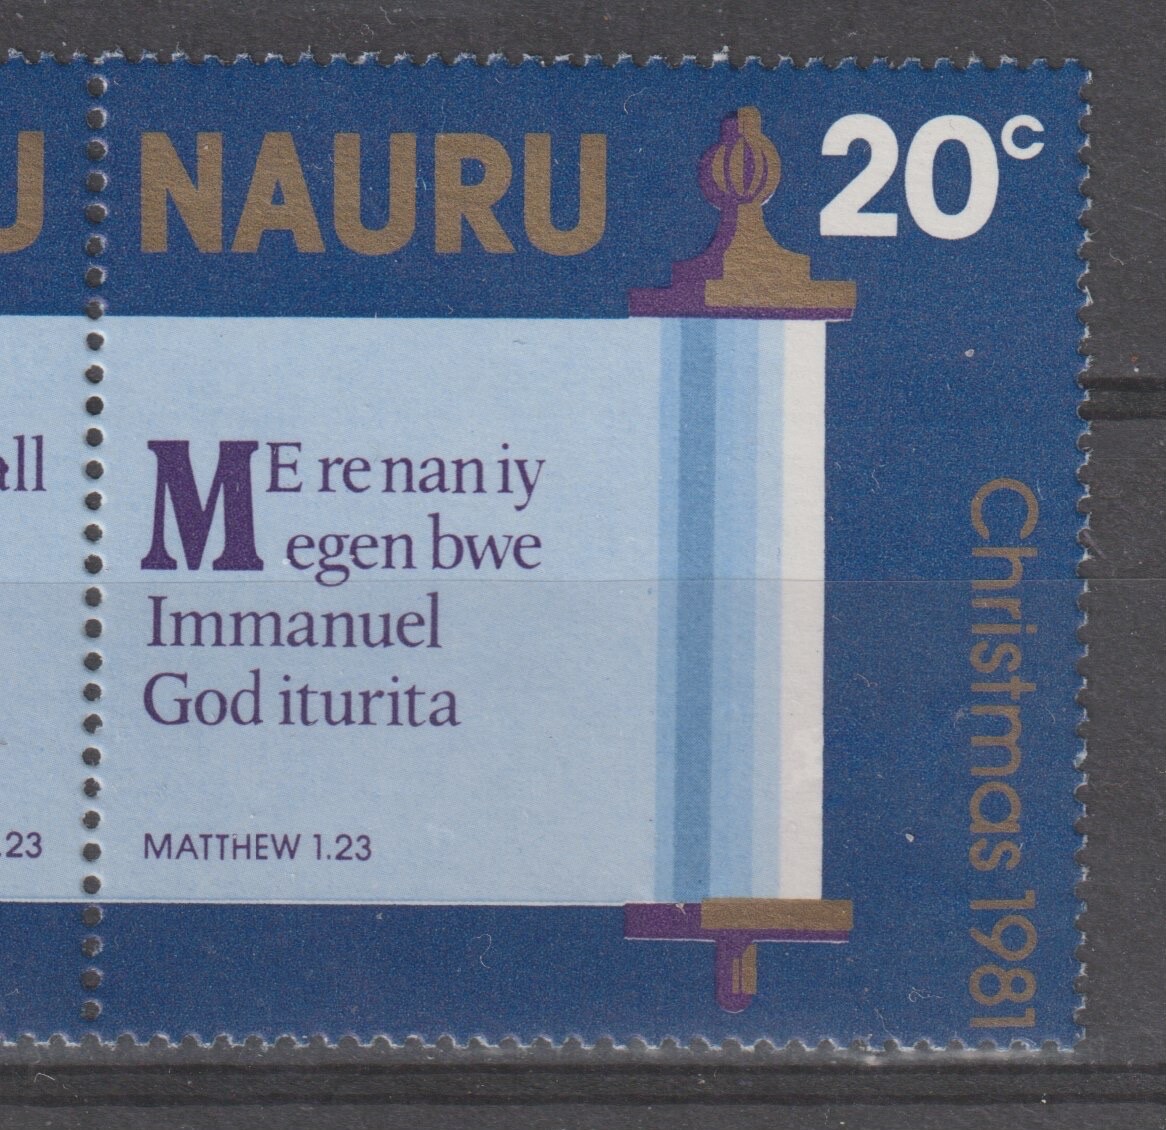 U
NAURU
20c
all
ME re nan iy
egen bwe
Immanuel
God iturita
.23
MATTHEW 1.23
Christmas 1981